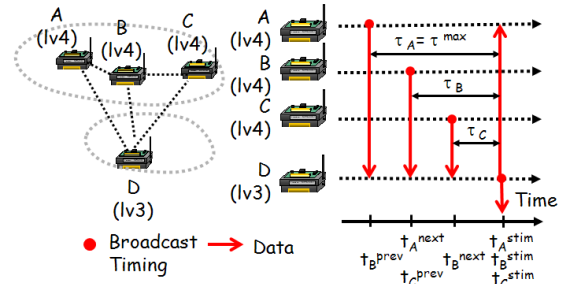 A
(lv4)
B
(lv4)
C
(lv4)
D
(lv3)
A
(lv4)
B
(lv4)
C
(lv4)
D
(lv3)
τA = τmax
τB
τC
Time
tAnext
tAstim
tBprev
tBnext
tBstim
tCprev
tCstim
Broadcast
Timing
Data